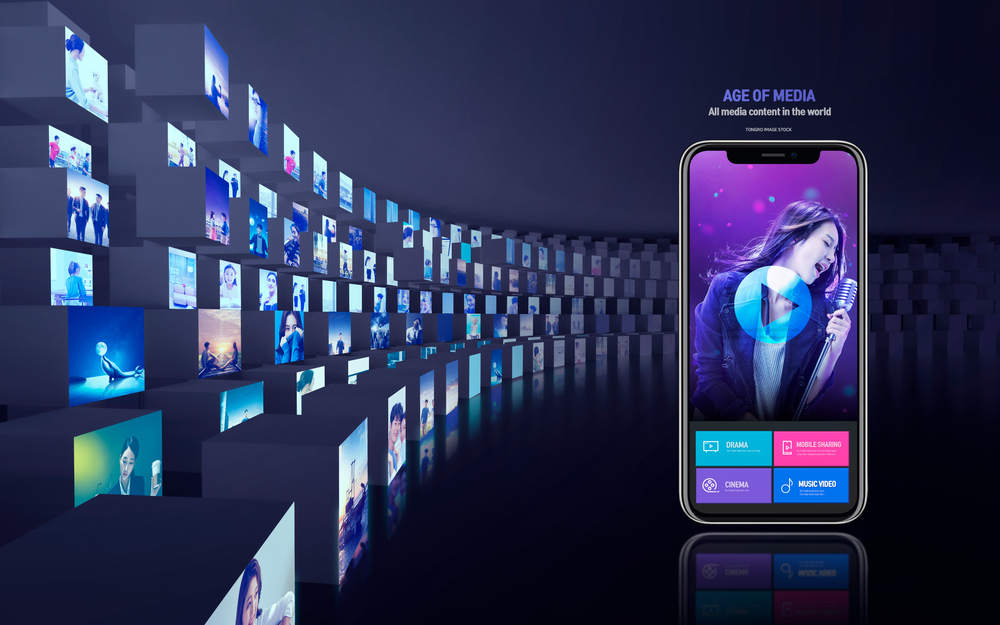 AGE OF MEDIA
All media content in the world
TONGRO IMAGE STOCK
DRAMA
MOBILE SHARING
CINEMA
MUSIC VIDEO